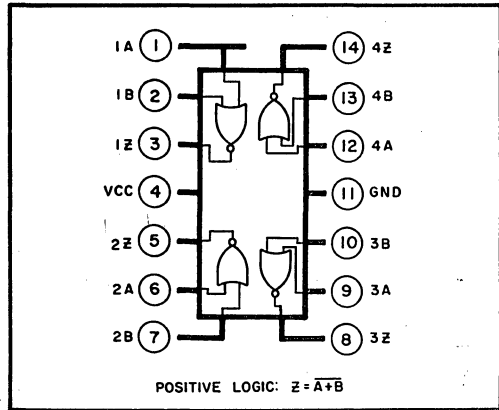 1A 1 14 4Z
1B 2 13 4B
1Z 3 12 4A
VCC 4 11 GND
2Z 5 10 3B
2A 6 9 3A
2B 7 8 3Z
POSITIVE LOGIC: Z = A+B